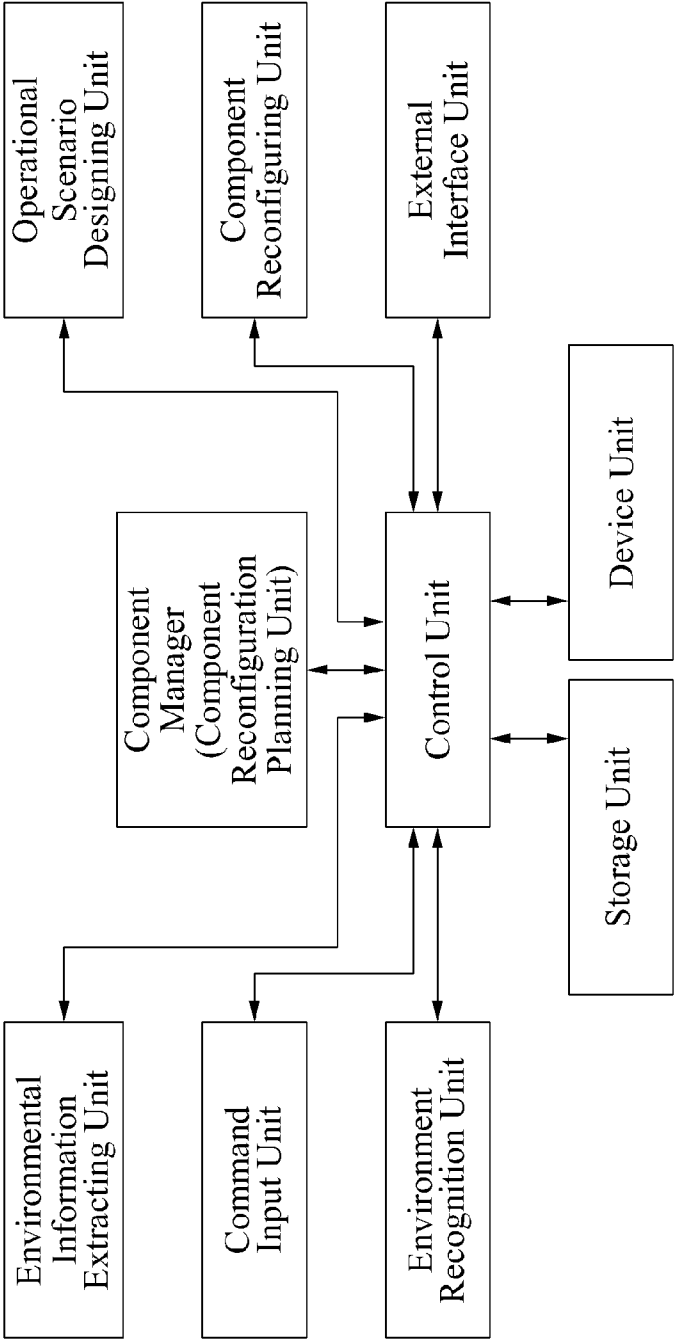 Environmental
Information
Extracting Unit
Component
Manager
(Component
Reconfiguration
Planning Unit)
Operational
Scenario
Designing Unit
Command
Input Unit
Component
Reconfiguring Unit
Environment
Recognition Unit
Control Unit
External
Interface Unit
Storage Unit
Device Unit